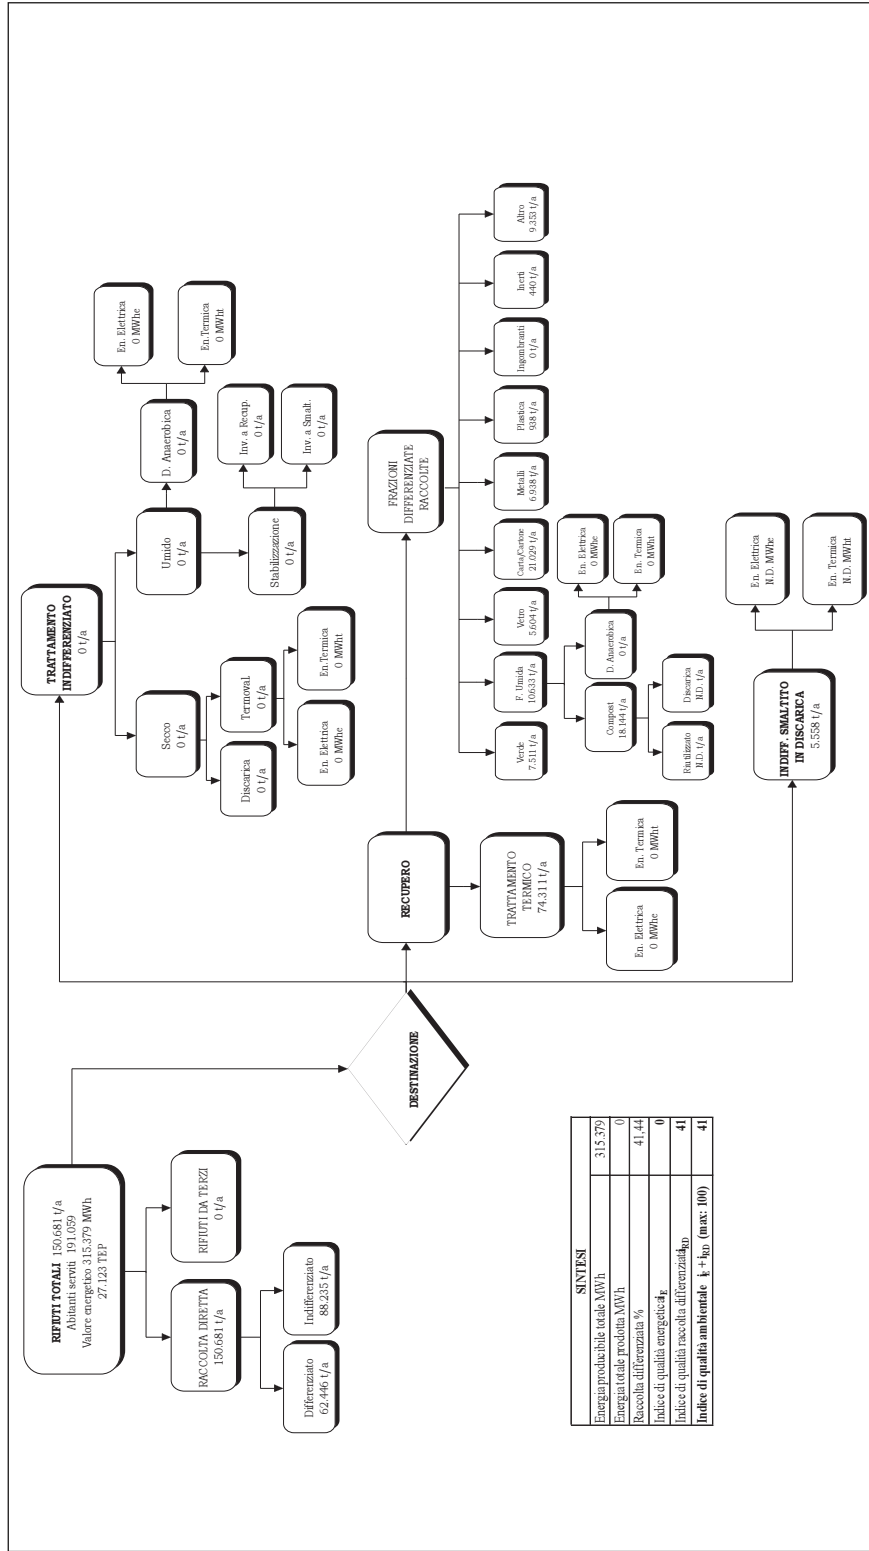 RIFIUTI TOTALI 150.681 t/a
Abitanti serviti 191.059
Valore energetico 315.379 MWh
27.123 TEP
RACCOLTA DIRETTA
150.681 t/a
RIFIUTI DA TERZI
0 t/a
Differenziato
62.446 t/a
Indifferenziato
88.235 t/a
DESTINAZIONE
TRATTAMENTO
INDIFFERENZIATO
0 t/a
Secco
0 t/a
Umido
0 t/a
Discarica
0 t/a
Termoval.
0 t/a
En. Elettrica
0 MWhe
En.Termica
0 MWht
D. Anaerobica
0 t/a
En. Elettrica
0 MWhe
En.Termica
0 MWht
Stabilizzazione
0 t/a
Inv. a Recup.
0 t/a
Inv. a Smalt.
0 t/a
RECUPERO
TRATTAMENTO
TERMICO
74.311 t/a
En. Elettrica
0 MWhe
En. Termica
0 MWht
FRAZIONI
DIFFERENZIATE
RACCOLTE
Verde
7.511 t/a
F. Umida
10.633 t/a
Vetro
5.604 t/a
Carta/Cartone
21.029 t/a
Metalli
6.938 t/a
Plastica
938 t/a
Ingombranti
0 t/a
Inerti
440 t/a
Altro
9.353 t/a
Compost
18.144 t/a
D. Anaerobica
0 t/a
En. Elettrica
0 MWhe
En. Termica
0 MWht
Riutilizzato
N.D. t/a
Discarica
N.D. t/a
INDIFF. SMALTITO
IN DISCARICA
5.558 t/a
En. Elettrica
N.D. MWhe
En. Termica
N.D. MWht
SINTESI
Energia producibile totale MWh 315.379
Energia totale prodotta MWh 0
Raccolta differenziata % 41,44
Indice di qualità energetica iE 0
Indice di qualità raccolta differenziata iRD 41
Indice di qualità ambientale iE + iRD (max: 100) 41